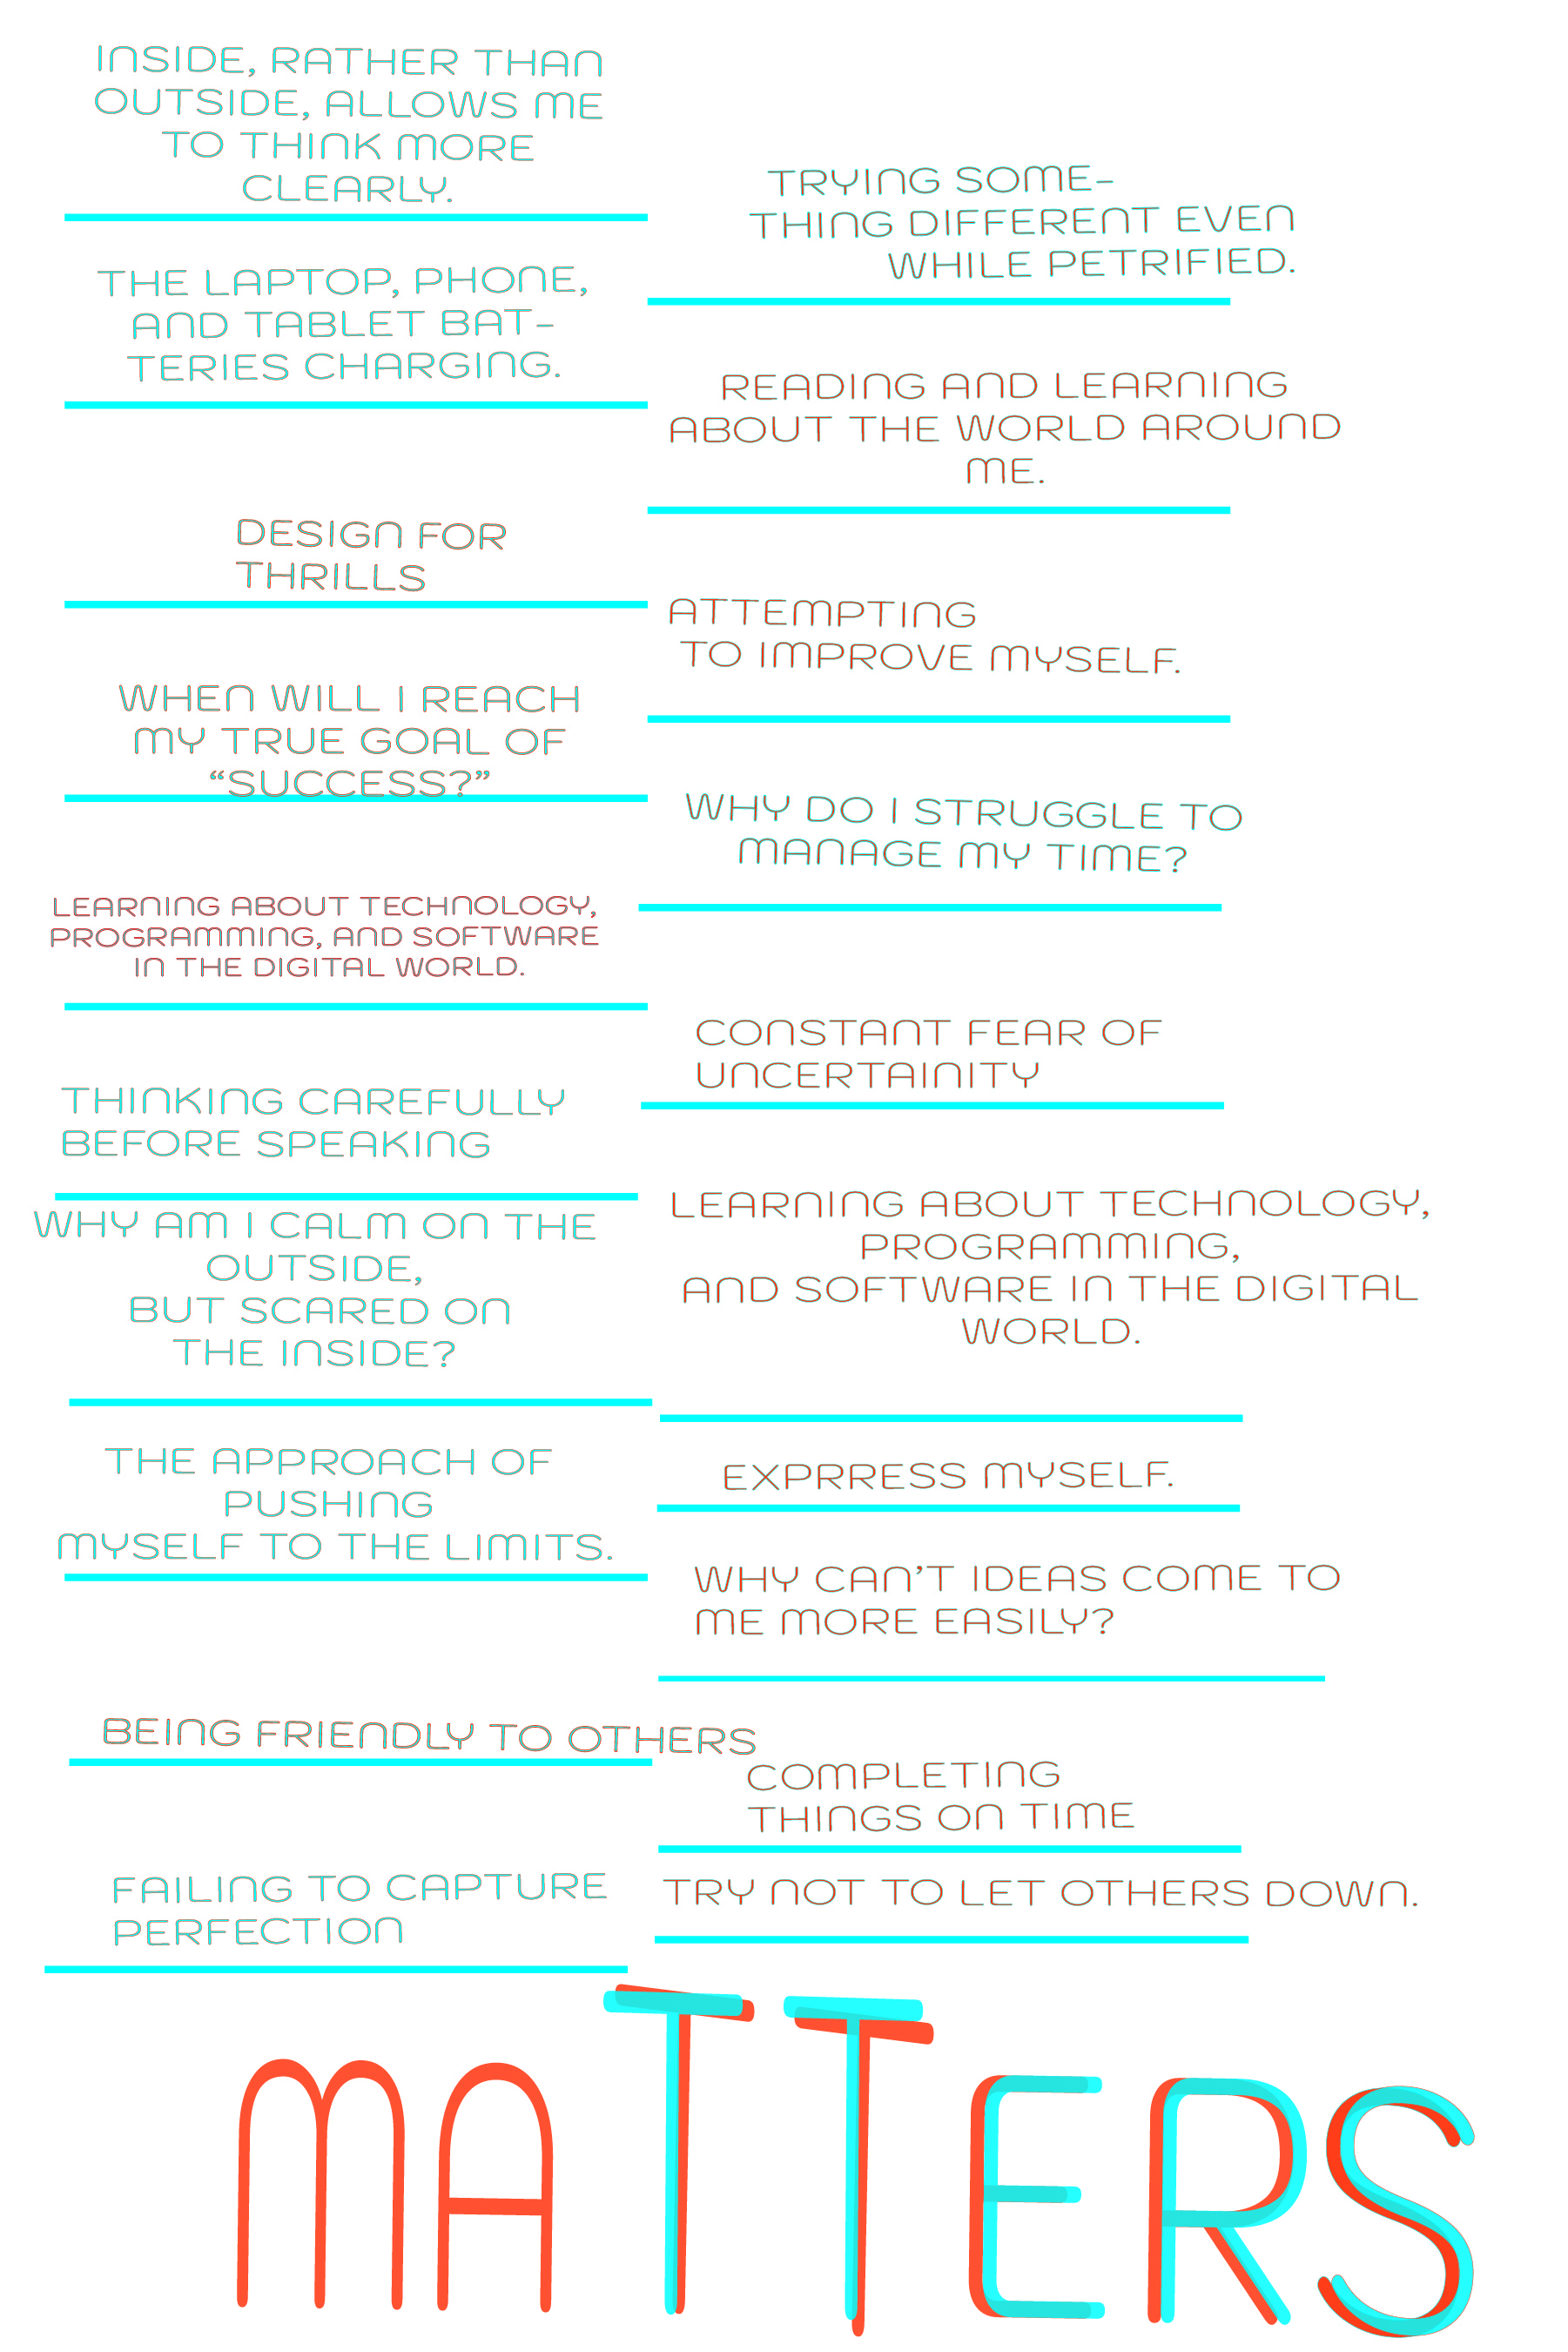 INSIDE, RATHER THAN
OUTSIDE, ALLOWS ME
TO THINK MORE
CLEARLY.
TRYING SOME-
THING DIFFERENT EVEN
WHILE PETRIFIED.
THE LAPTOP, PHONE,
AND TABLET BAT-
TERIES CHARGING.
READING AND LEARNING
ABOUT THE WORLD AROUND
ME.
DESIGN FOR
THRILLS
ATTEMPTING
TO IMPROVE MYSELF.
WHEN WILL I REACH
MY TRUE GOAL OF
“SUCCESS?”
WHY DO I STRUGGLE TO
MANAGE MY TIME?
LEARNING ABOUT TECHNOLOGY,
PROGRAMMING, AND SOFTWARE
IN THE DIGITAL WORLD.
CONSTANT FEAR OF
UNCERTAINITY
THINKING CAREFULLY
BEFORE SPEAKING
LEARNING ABOUT TECHNOLOGY,
PROGRAMMING,
AND SOFTWARE IN THE DIGITAL
WORLD.
WHY AM I CALM ON THE
OUTSIDE,
BUT SCARED ON
THE INSIDE?
THE APPROACH OF
PUSHING
MYSELF TO THE LIMITS.
EXPRRESS MYSELF.
WHY CAN’T IDEAS COME TO
ME MORE EASILY?
BEING FRIENDLY TO OTHERS
COMPLETING
THINGS ON TIME
FAILING TO CAPTURE
PERFECTION
TRY NOT TO LET OTHERS DOWN.
MATTERS